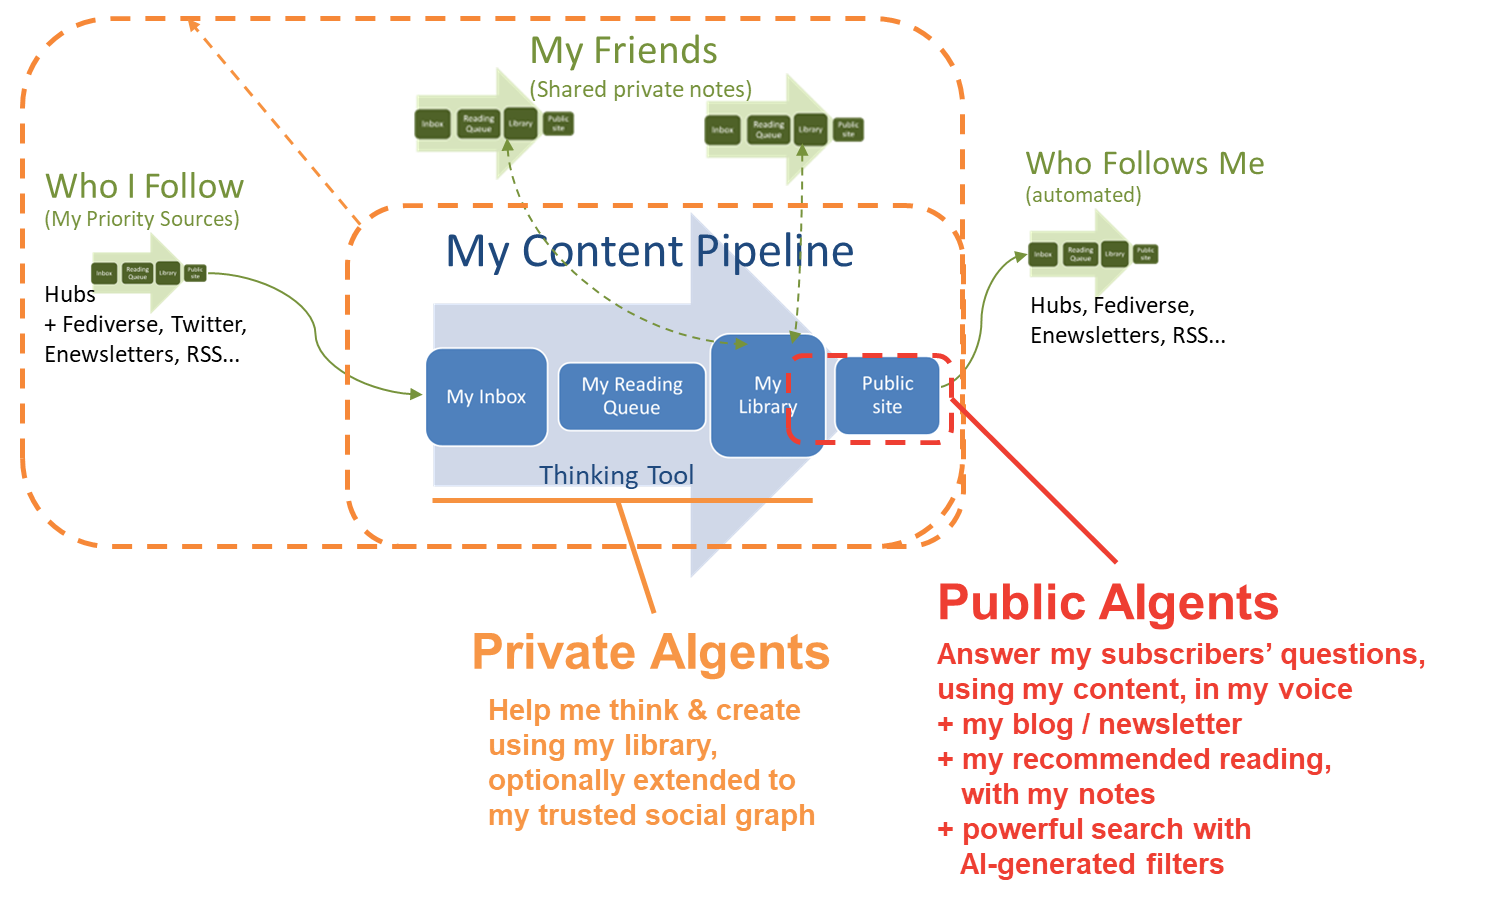 My Friends
(Shared private notes)
Inbox
Reading
Queue
Library
Public
site
Inbox
Reading
Queue
Library
Public
site
Who I Follow
(My Priority Sources)
Inbox
Reading
Queue
Library
Public
site
Hubs
+ Fediverse, Twitter,
Enewsletters, RSS...
Who Follows Me
(automated)
Inbox
Reading
Queue
Library
Public
site
Hubs, Fediverse,
Enewsletters, RSS...
My Content Pipeline
My Inbox
My Reading
Queue
My
Library
Public
site
Thinking Tool
Private AIgents
Help me think & create
using my library,
optionally extended to
my trusted social graph
Public AIgents
Answer my subscribers’ questions,
using my content, in my voice
+ my blog / newsletter
+ my recommended reading,
with my notes
+ powerful search with
AI-generated filters